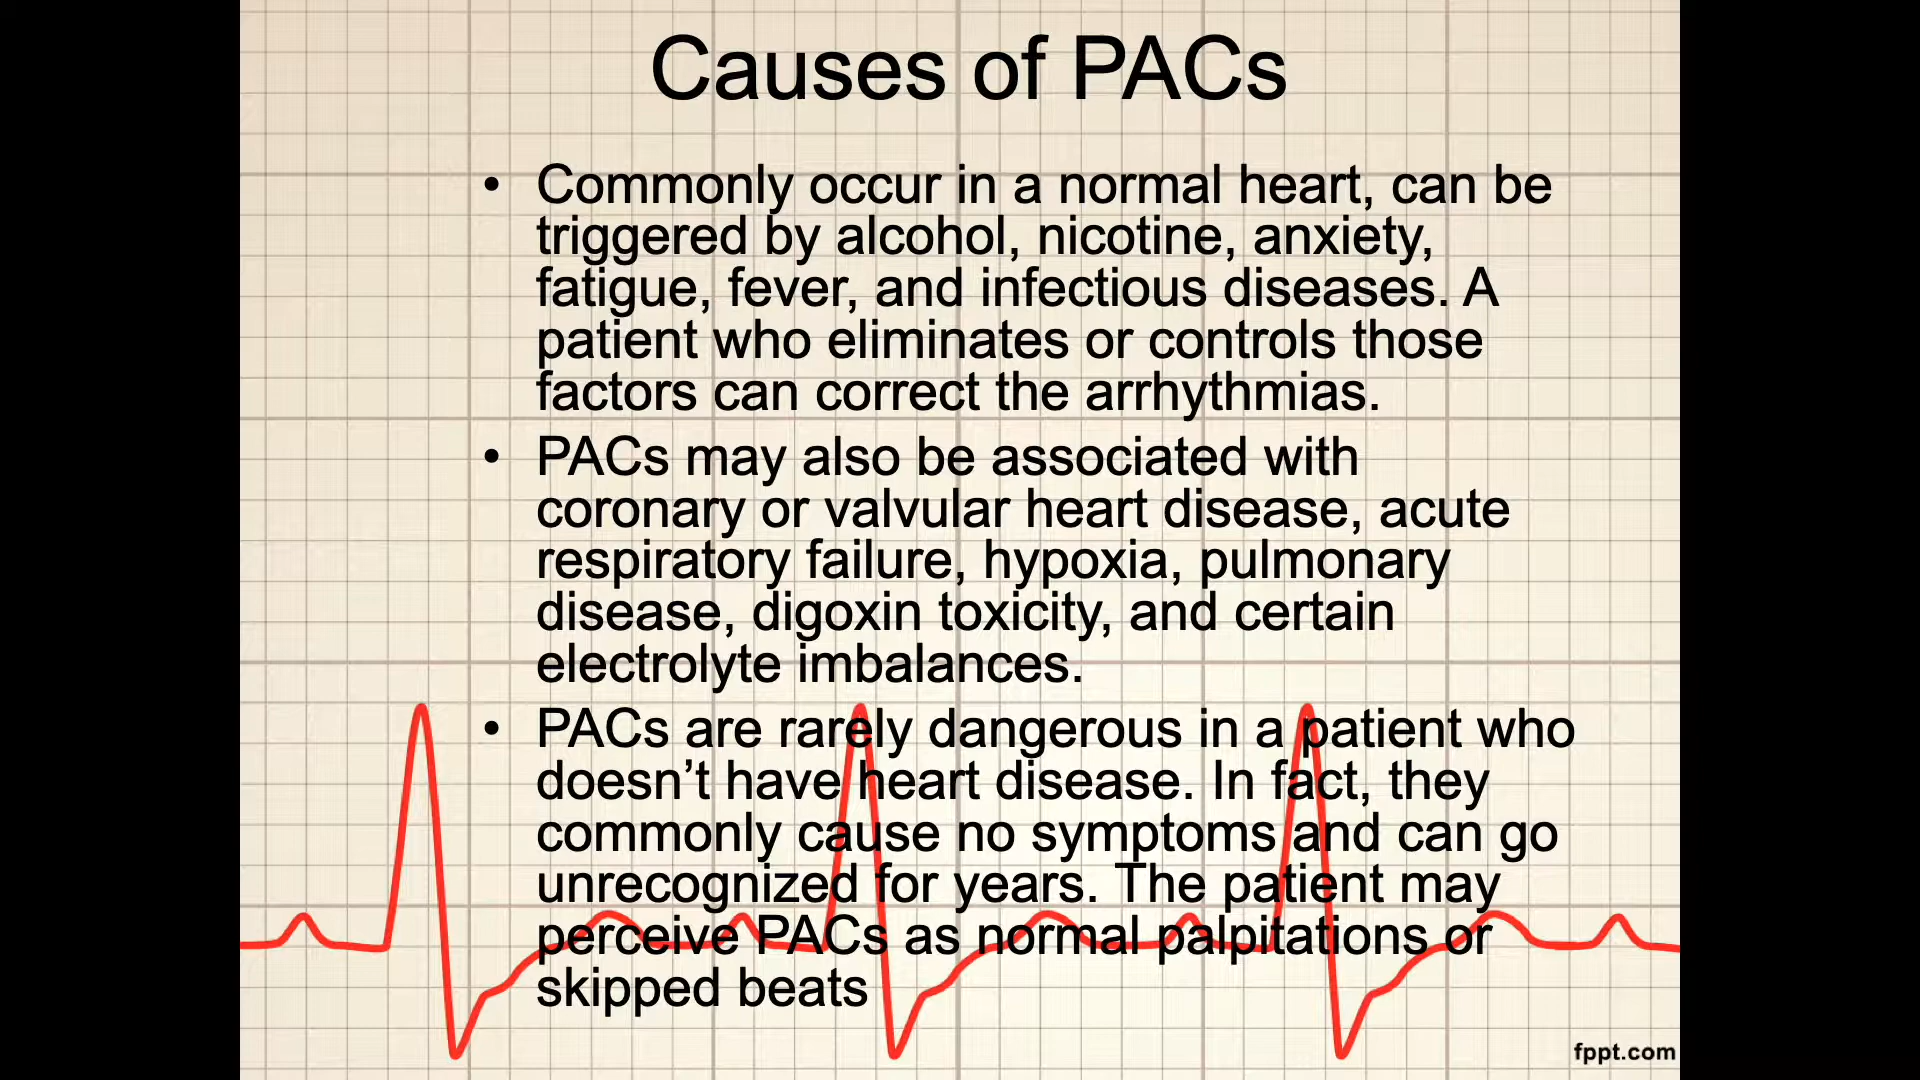 Causes of PACs
• Commonly occur in a normal heart, can be
triggered by alcohol, nicotine, anxiety,
fatigue, fever, and infectious diseases. A
patient who eliminates or controls those
factors can correct the arrhythmias.
• PACs may also be associated with
coronary or valvular heart disease, acute
respiratory failure, hypoxia, pulmonary
disease, digoxin toxicity, and certain
electrolyte imbalances.
• PACs are rarely dangerous in a patient who
doesn’t have heart disease. In fact, they
commonly cause no symptoms and can go
unrecognized for years. The patient may
perceive PACs as normal palpitations or
skipped beats
fppt.com